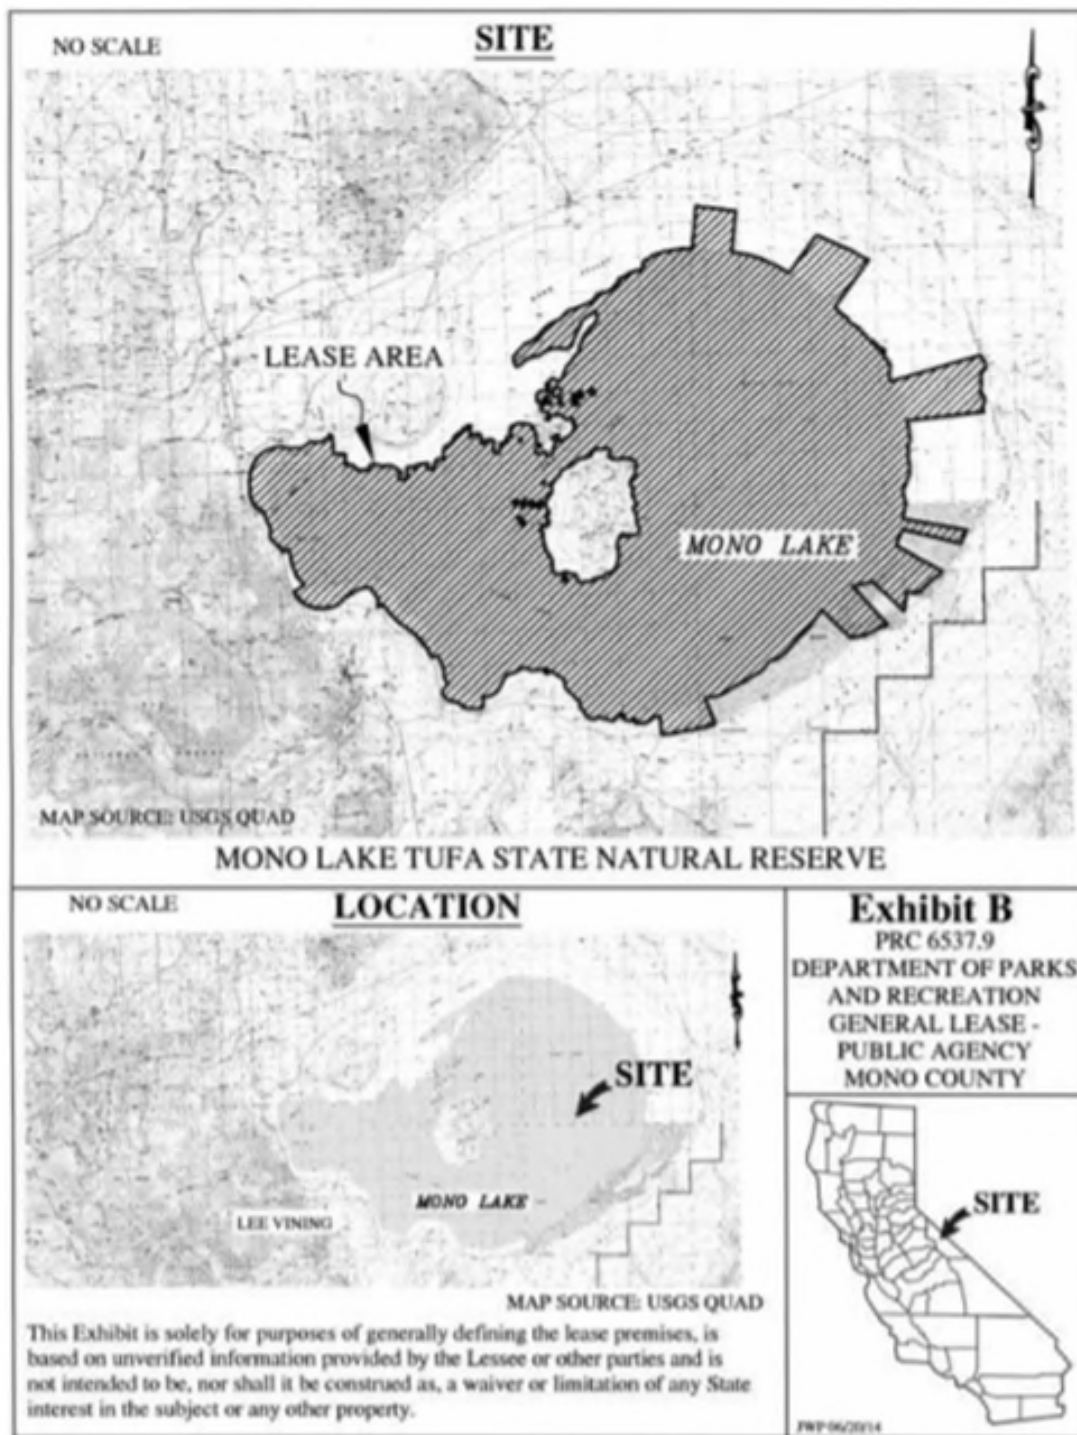 NO SCALE
SITE
LEASE AREA
MONO LAKE
MAP SOURCE: USGS QUAD
MONO LAKE TUFA STATE NATURAL RESERVE
NO SCALE
LOCATION
SITE
MONO LAKE
LEE VINING
MAP SOURCE: USGS QUAD
This Exhibit is solely for purposes of generally defining the lease premises, is
based on unverified information provided by the Lessee or other parties and is
not intended to be, nor shall it be construed as, a waiver or limitation of any State
interest in the subject or any other property.
Exhibit B
PRC 6537.9
DEPARTMENT OF PARKS
AND RECREATION
GENERAL LEASE -
PUBLIC AGENCY
MONO COUNTY
SITE
JWP 06/20/14